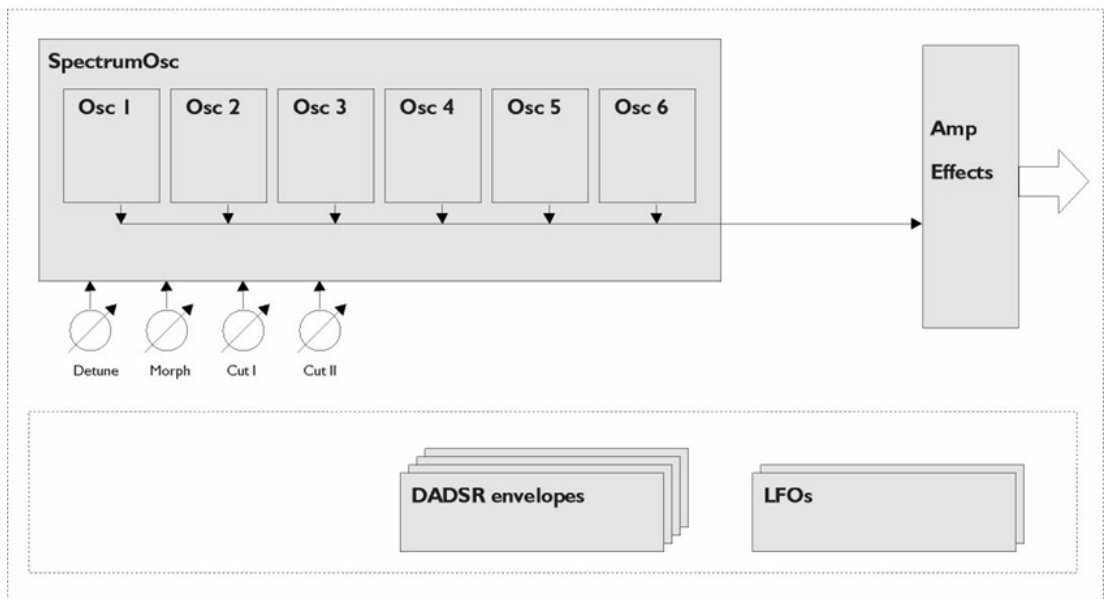 SpectrumOsc
Osc 1 Osc 2 Osc 3 Osc 4 Osc 5 Osc 6
Amp
Effects
Detune Morph Cut I Cut II
DADSR envelopes LFOs